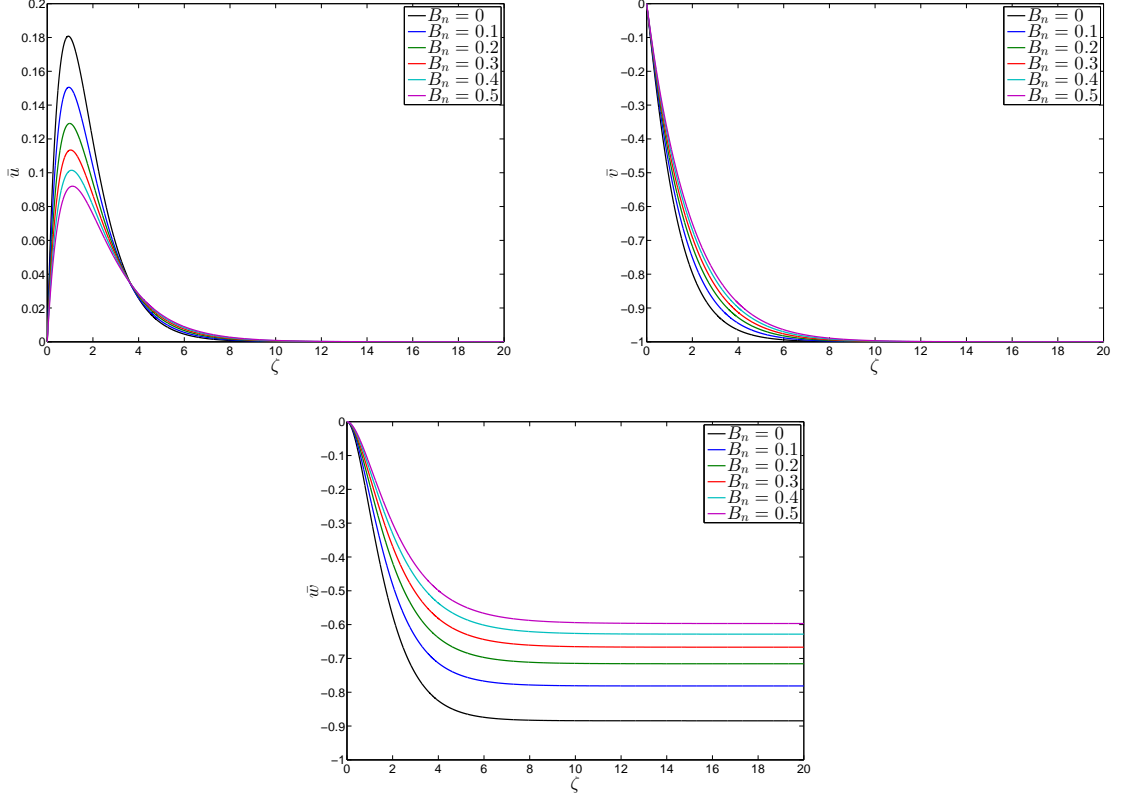 0.2
0.18
0.16
0.14
0.12
0.1
0.08
0.06
0.04
0.02
0
0 2 4 6 8 10 12 14 16 18 20
ū
ζ
B_n = 0
B_n = 0.1
B_n = 0.2
B_n = 0.3
B_n = 0.4
B_n = 0.5
0
−0.1
−0.2
−0.3
−0.4
−0.5
−0.6
−0.7
−0.8
−0.9
−1
0 2 4 6 8 10 12 14 16 18 20
v̄
ζ
B_n = 0
B_n = 0.1
B_n = 0.2
B_n = 0.3
B_n = 0.4
B_n = 0.5
0
−0.1
−0.2
−0.3
−0.4
−0.5
−0.6
−0.7
−0.8
−0.9
−1
0 2 4 6 8 10 12 14 16 18 20
w̄
ζ
B_n = 0
B_n = 0.1
B_n = 0.2
B_n = 0.3
B_n = 0.4
B_n = 0.5